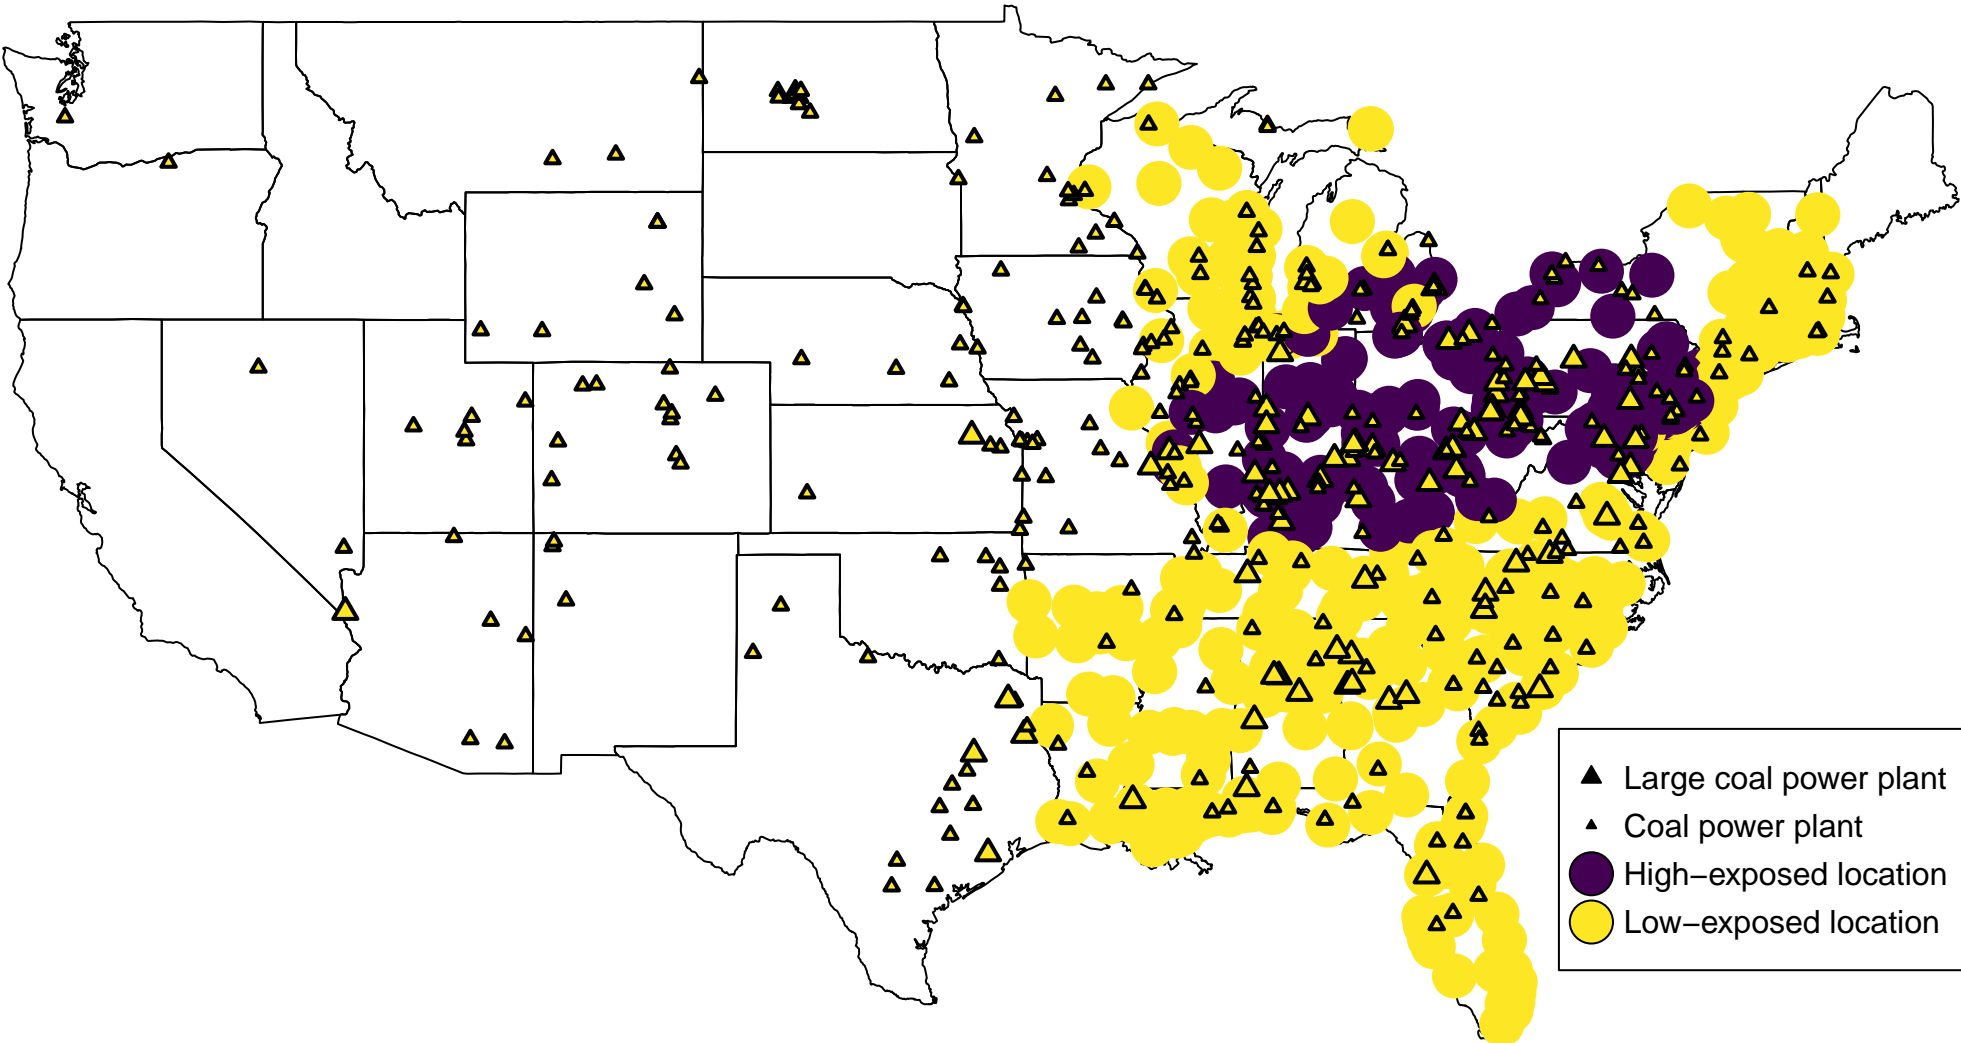 Large coal power plant
Coal power plant
High−exposed location
Low−exposed location